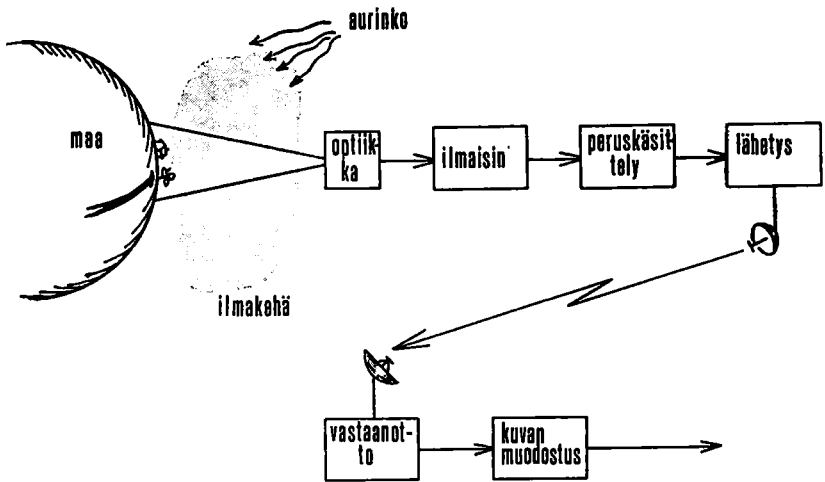 aurinko
maa
optiik-
ka
ilmaisin
peruskäsit-
tely
lähetys
ilmakehä
vastaanot-
to
kuvan
muodostus